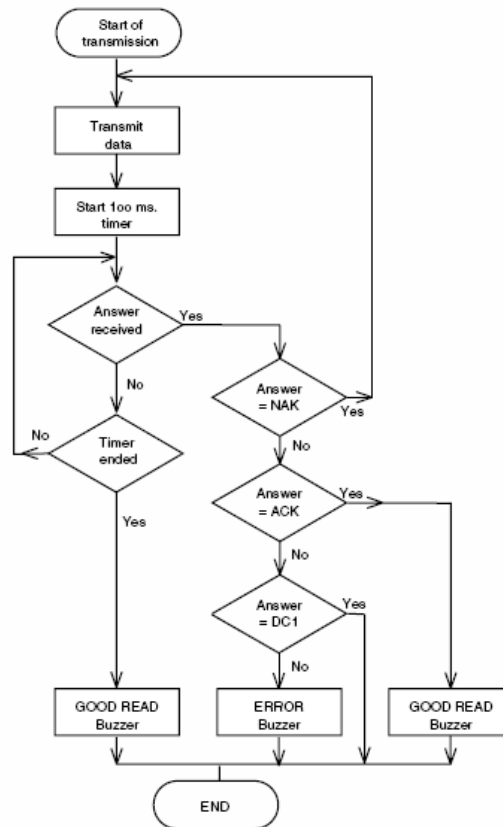 Start of
transmission
Transmit
data
Start 1oo ms.
timer
Answer
received
Yes
No
Answer
= NAK
Yes
No
Timer
ended
No
Yes
Answer
= ACK
Yes
No
Answer
= DC1
Yes
No
GOOD READ
Buzzer
ERROR
Buzzer
GOOD READ
Buzzer
END